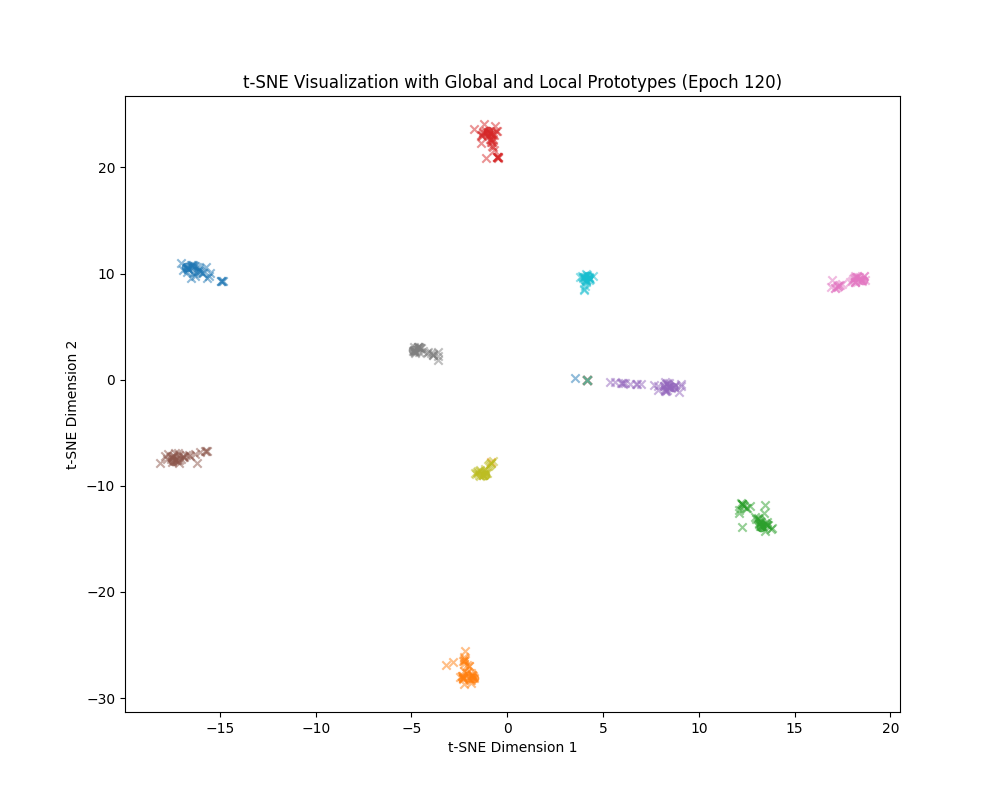 t-SNE Visualization with Global and Local Prototypes (Epoch 120)
20
10
0
−10
−20
−30
t-SNE Dimension 2
−15 −10 −5 0 5 10 15 20
t-SNE Dimension 1